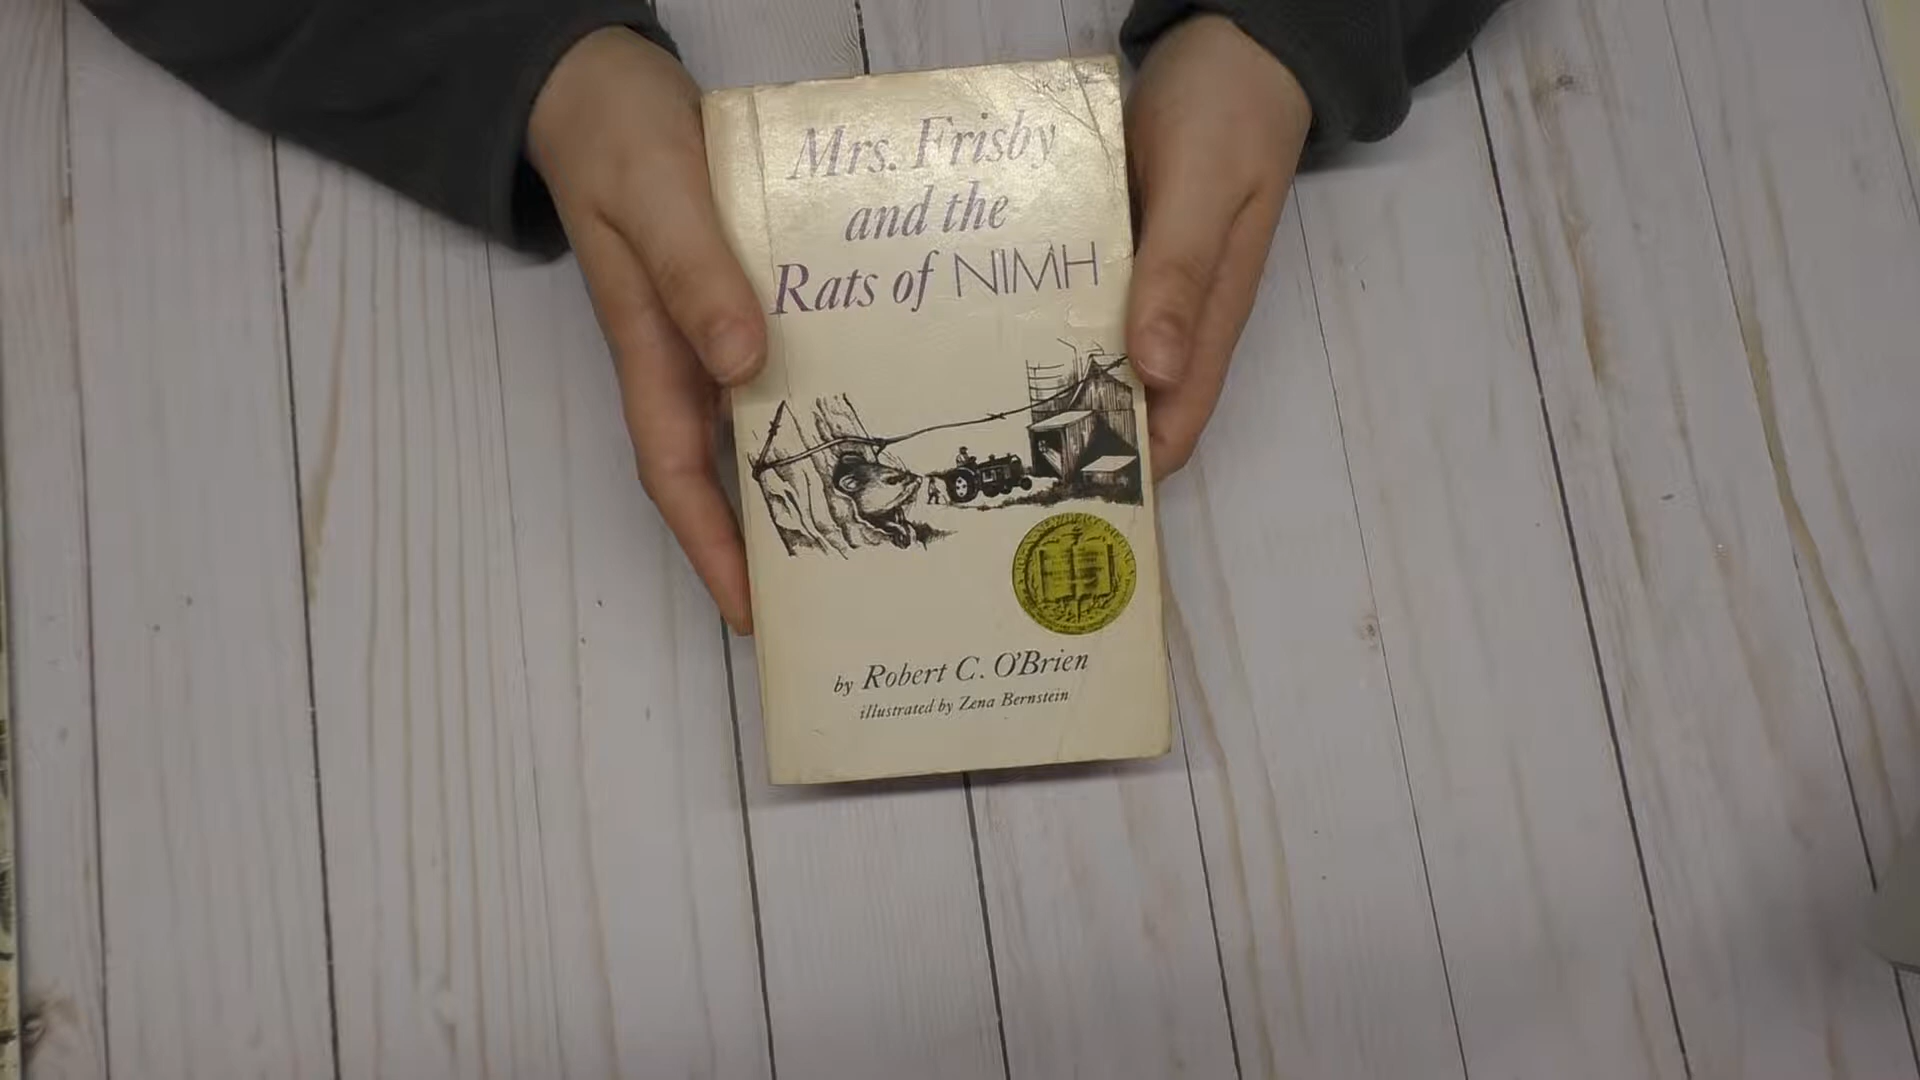 Mrs. Frisby
and the
Rats of NIMH
by Robert C. O'Brien
illustrated by Zena Bernstein